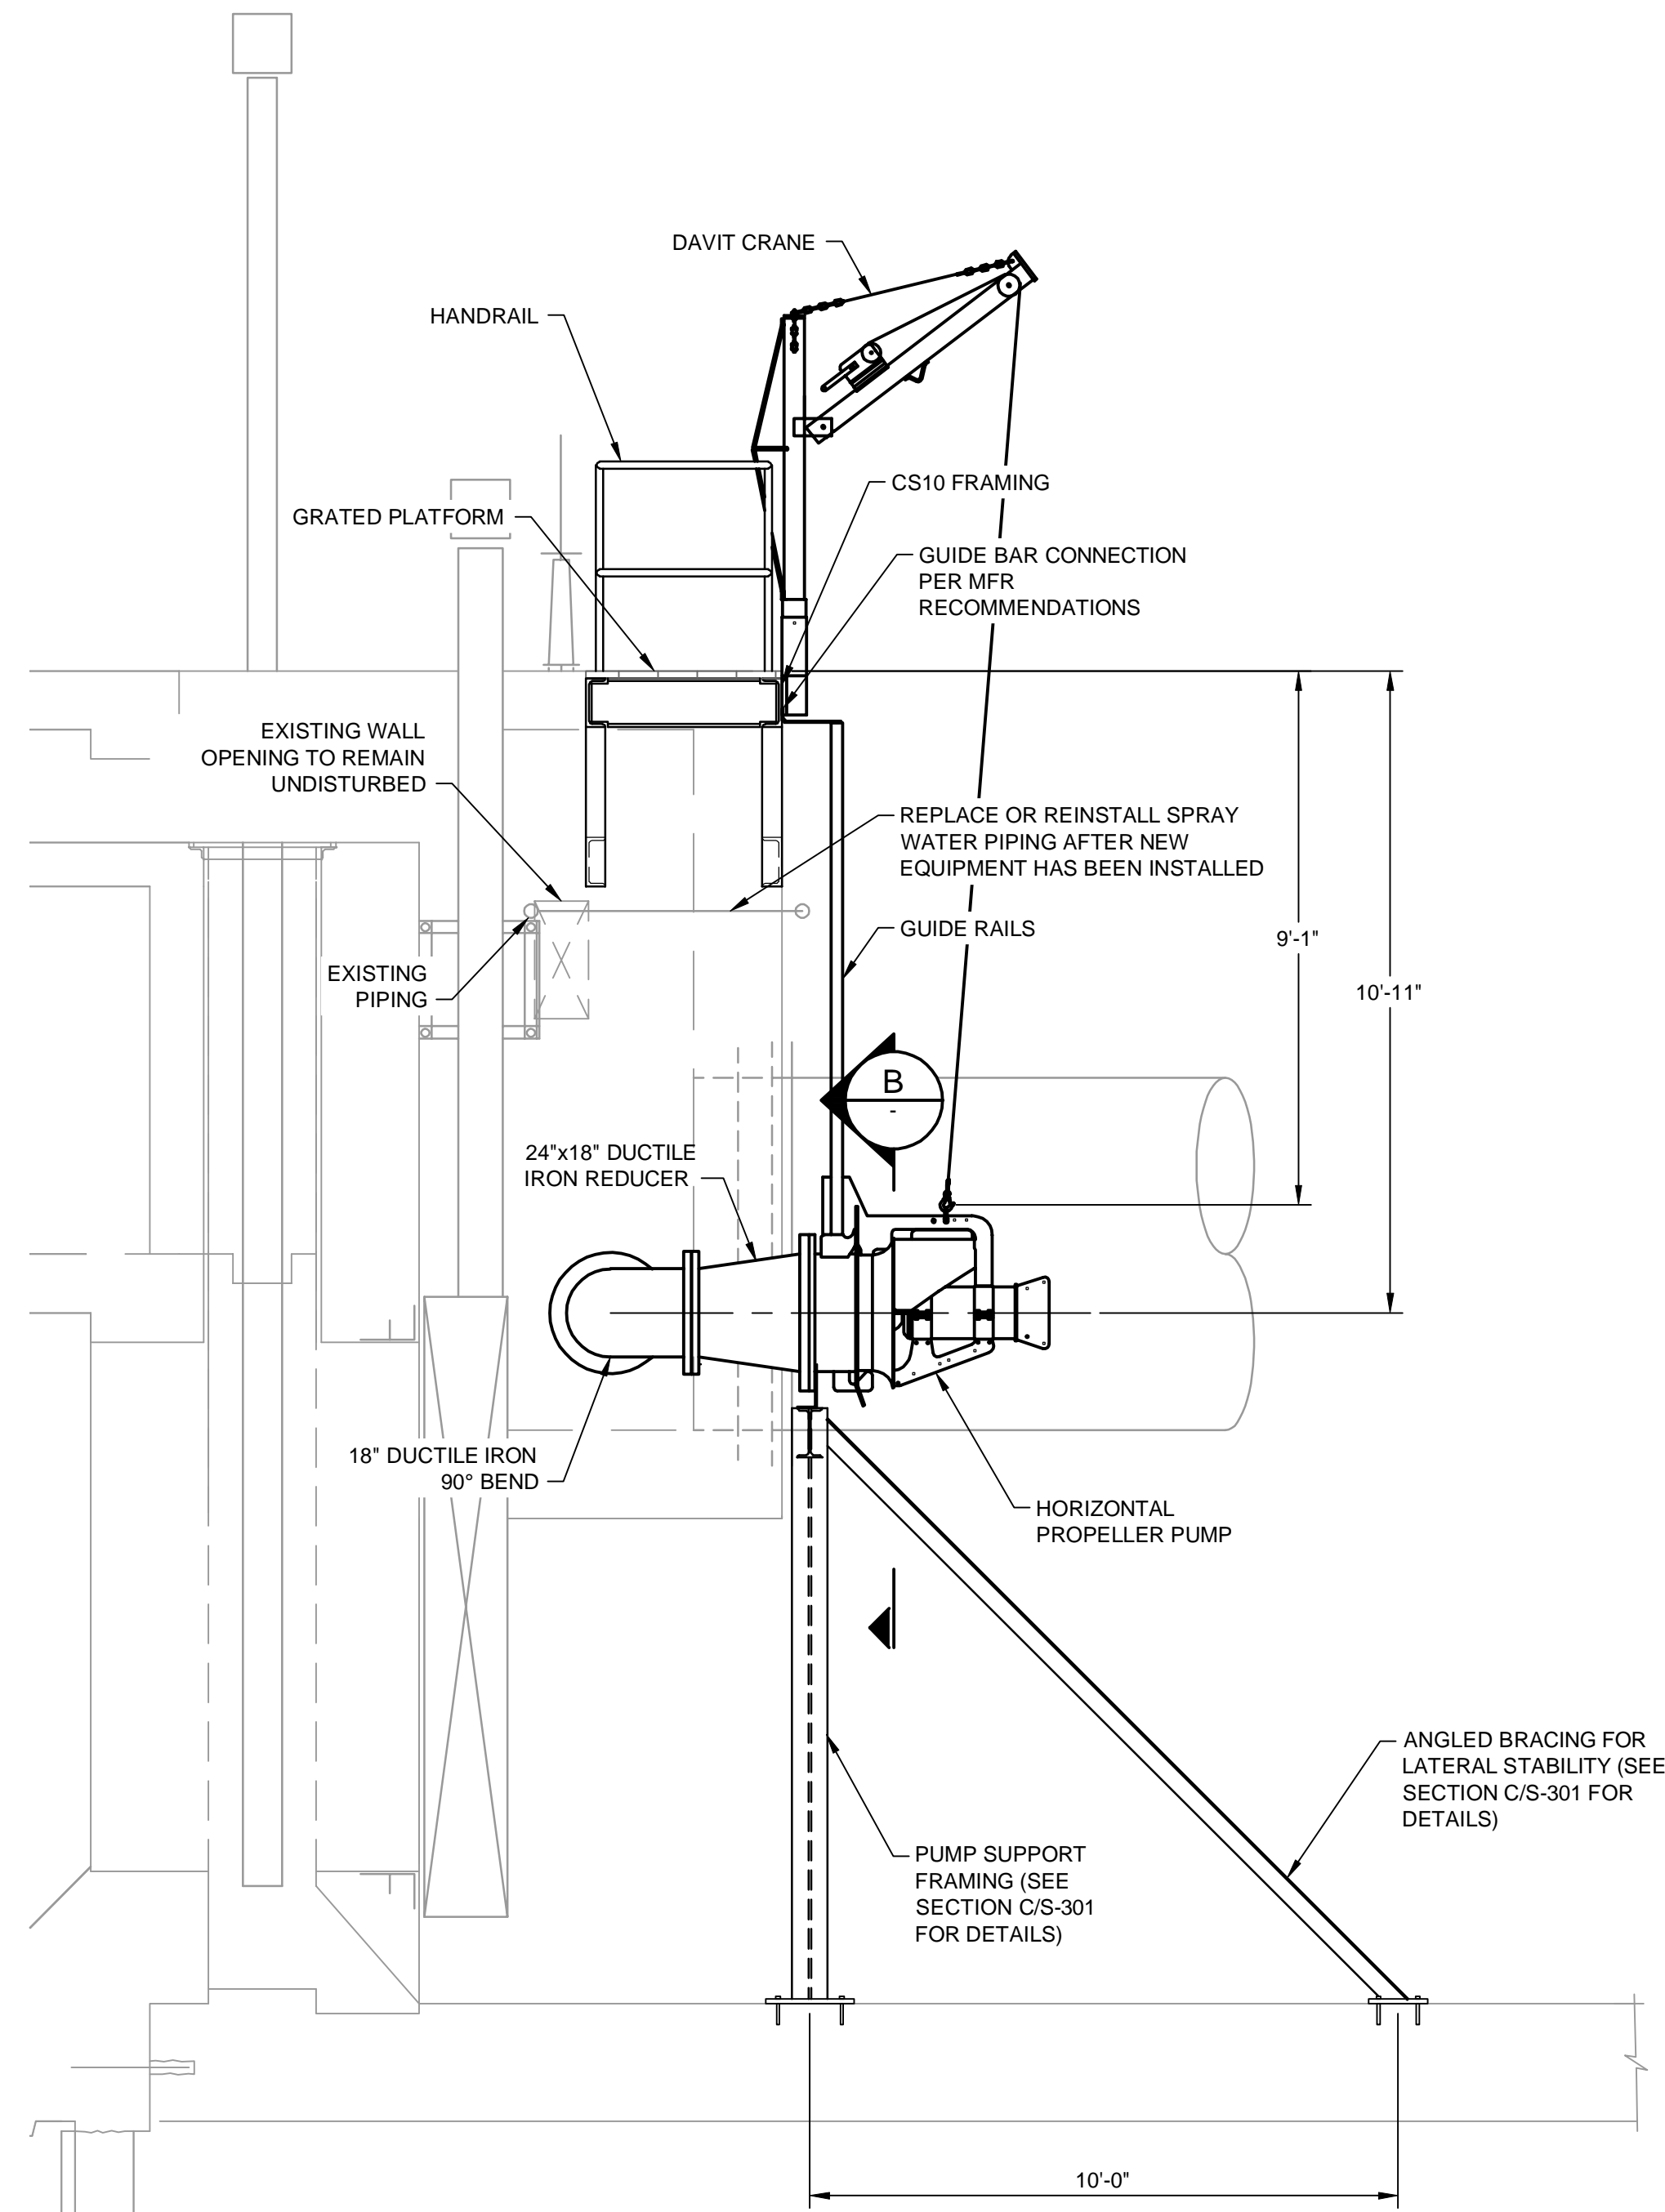 DAVIT CRANE
HANDRAIL
CS10 FRAMING
GRATED PLATFORM
GUIDE BAR CONNECTION
PER MFR
RECOMMENDATIONS
EXISTING WALL
OPENING TO REMAIN
UNDISTURBED
REPLACE OR REINSTALL SPRAY
WATER PIPING AFTER NEW
EQUIPMENT HAS BEEN INSTALLED
GUIDE RAILS
9'-1"
EXISTING
PIPING
10'-11"
B
-
24"x18" DUCTILE
IRON REDUCER
18" DUCTILE IRON
90° BEND
HORIZONTAL
PROPELLER PUMP
ANGLED BRACING FOR
LATERAL STABILITY (SEE
SECTION C/S-301 FOR
DETAILS)
PUMP SUPPORT
FRAMING (SEE
SECTION C/S-301
FOR DETAILS)
10'-0"